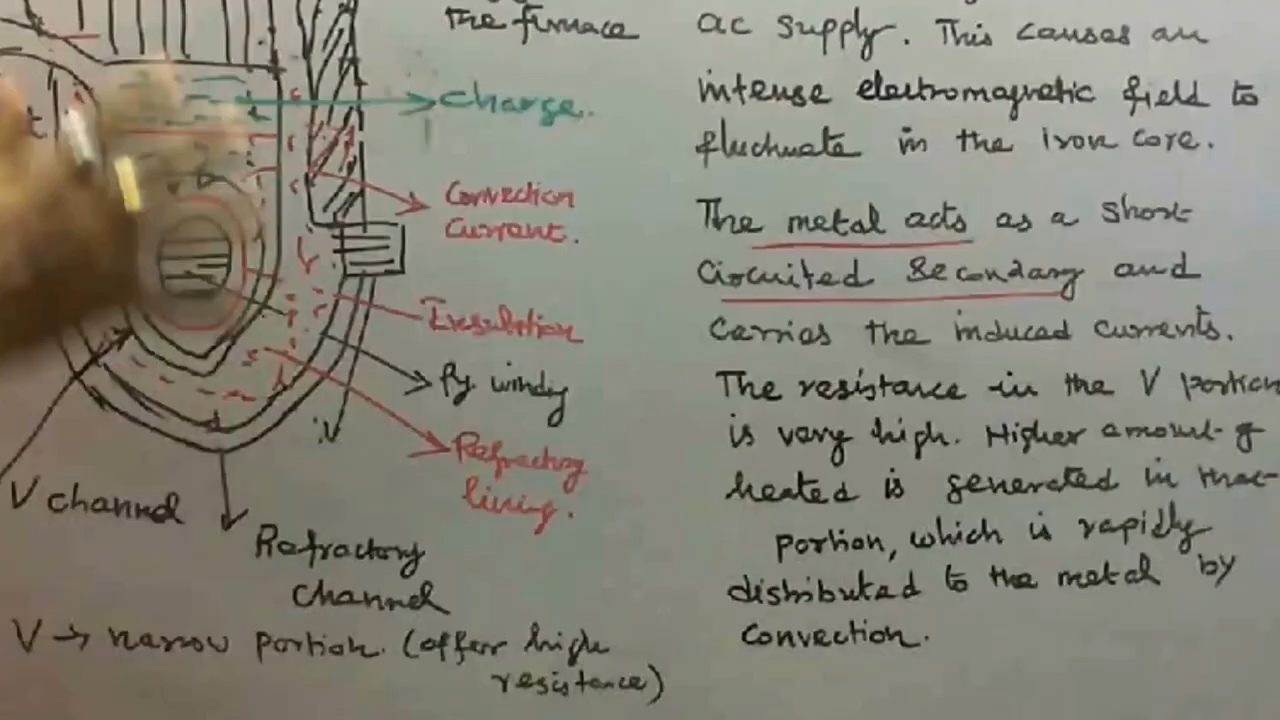 the furnace
Charge.
Convection
Current.
Insulation
Py. windg
Refractory
lining.
V channel
Refractory
Channel
V → narrow portion. (offer high
resistance)
ac supply. This causes an
intense electromagnetic field to
fluctuate in the iron core.
The metal acts as a short
Circuited Secondary and
Carries the induced currents.
The resistance in the V portion
is very high. Higher amount of
heated is generated in that
portion, which is rapidly
distributed to the metal by
convection.